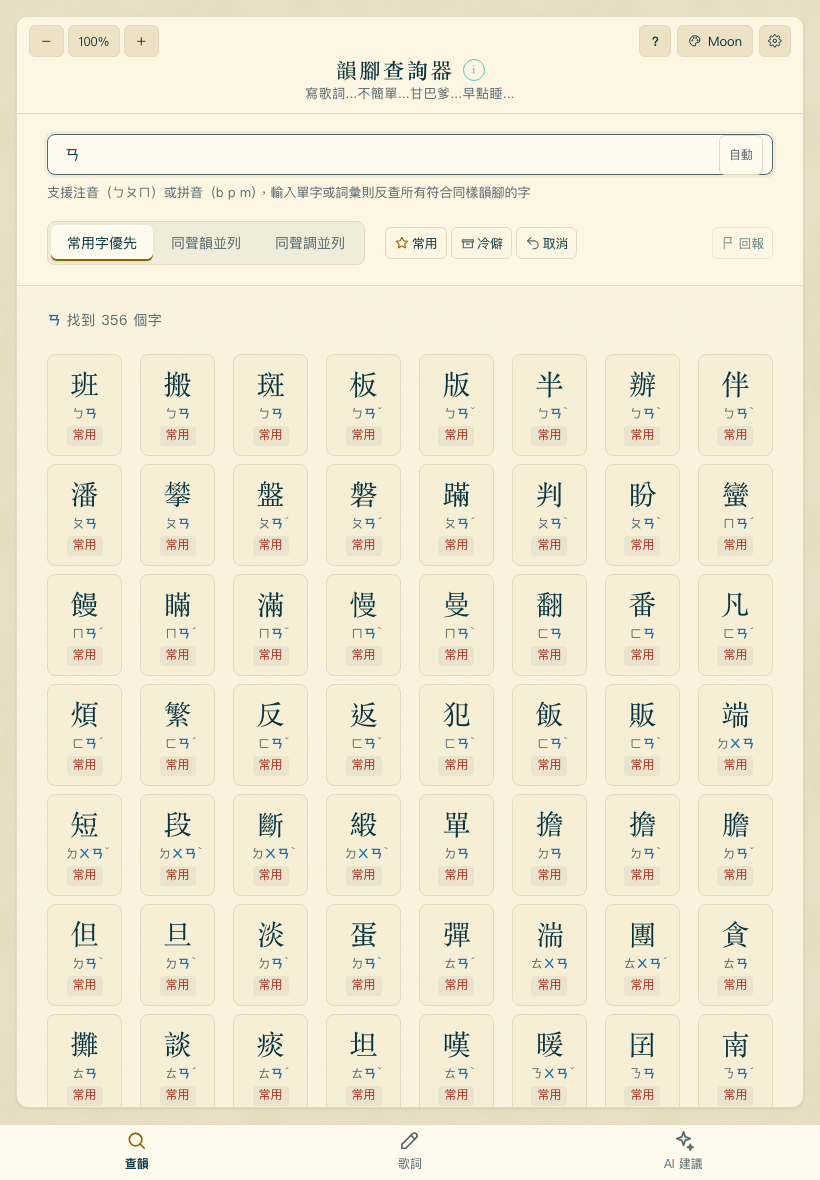 − 100% + ? Moon
韻腳查詢器 i
寫歌詞...不簡單...甘巴爹...早點睡...
ㄢ 自動
支援注音（ㄅㄆㄇ）或拼音（b p m），輸入單字或詞彙則反查所有符合同樣韻腳的字
常用字優先 同聲韻並列 同聲調並列 常用 冷僻 取消 回報
ㄢ 找到 356 個字
班 搬 斑 板 版 半 辦 伴
ㄅㄢ ㄅㄢ ㄅㄢ ㄅㄢˇ ㄅㄢˇ ㄅㄢˋ ㄅㄢˋ ㄅㄢˋ
常用 常用 常用 常用 常用 常用 常用 常用
潘 攀 盤 磐 蹣 判 盼 蠻
ㄆㄢ ㄆㄢ ㄆㄢˊ ㄆㄢˊ ㄆㄢˊ ㄆㄢˋ ㄆㄢˋ ㄇㄢˊ
常用 常用 常用 常用 常用 常用 常用 常用
饅 瞞 滿 慢 曼 翻 番 凡
ㄇㄢˊ ㄇㄢˊ ㄇㄢˇ ㄇㄢˋ ㄇㄢˋ ㄈㄢ ㄈㄢ ㄈㄢˊ
常用 常用 常用 常用 常用 常用 常用 常用
煩 繁 反 返 犯 飯 販 端
ㄈㄢˊ ㄈㄢˊ ㄈㄢˇ ㄈㄢˇ ㄈㄢˋ ㄈㄢˋ ㄈㄢˋ ㄉㄨㄢ
常用 常用 常用 常用 常用 常用 常用 常用
短 段 斷 緞 單 擔 擔 膽
ㄉㄨㄢˇ ㄉㄨㄢˋ ㄉㄨㄢˋ ㄉㄨㄢˋ ㄉㄢ ㄉㄢ ㄉㄢˋ ㄉㄢˇ
常用 常用 常用 常用 常用 常用 常用 常用
但 旦 淡 蛋 彈 湍 團 貪
ㄉㄢˋ ㄉㄢˋ ㄉㄢˋ ㄉㄢˋ ㄊㄢˊ ㄊㄨㄢ ㄊㄨㄢˊ ㄊㄢ
常用 常用 常用 常用 常用 常用 常用 常用
攤 談 痰 坦 嘆 暖 囝 南
ㄊㄢ ㄊㄢˊ ㄊㄢˊ ㄊㄢˇ ㄊㄢˋ ㄋㄨㄢˇ ㄋㄢ ㄋㄢˊ
常用 常用 常用 常用 常用 常用 常用 常用
查韻 歌詞 AI 建議